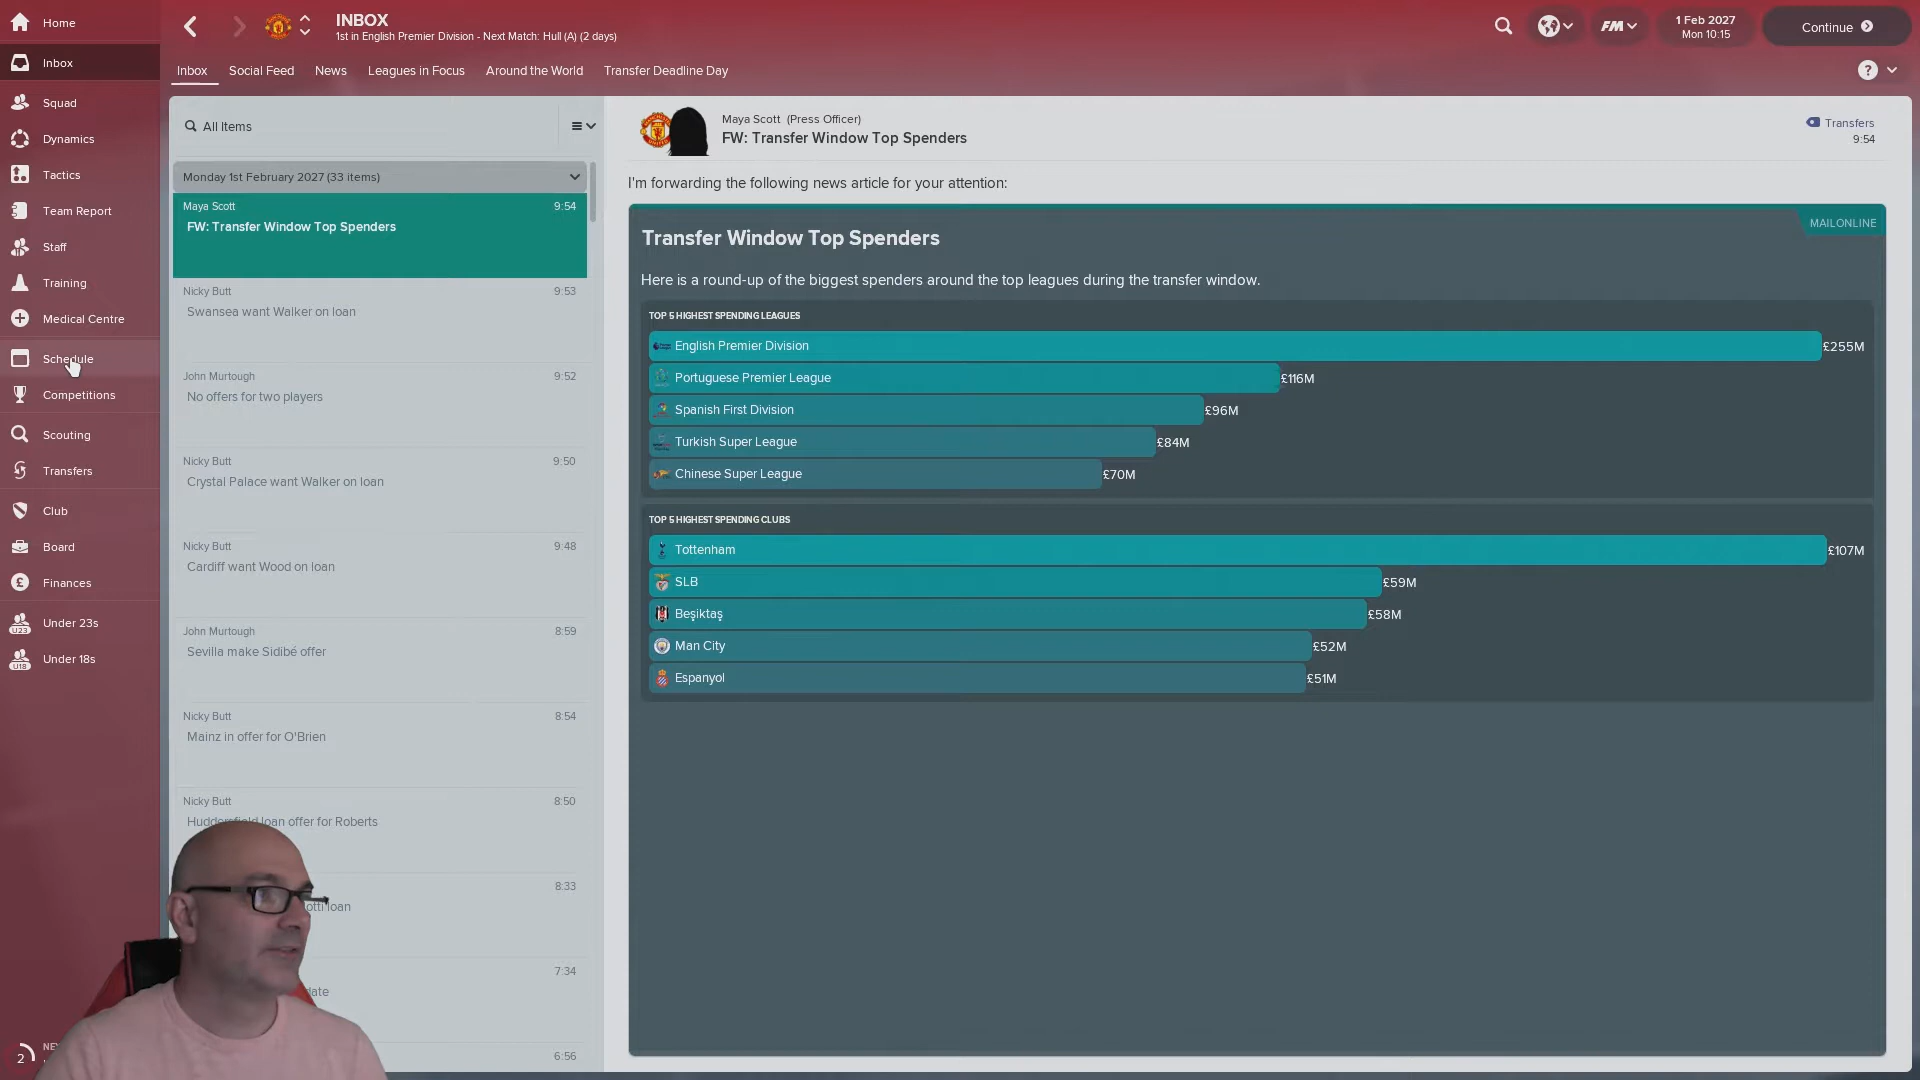 Home
Inbox
Squad
Dynamics
Tactics
Team Report
Staff
Training
Medical Centre
Schedule
Competitions
Scouting
Transfers
Club
Board
Finances
U23
Under 23s
U18
Under 18s
2
INBOX
1st in English Premier Division - Next Match: Hull (A) (2 days)
FM
1 Feb 2027
Mon 10:15
Continue
Inbox
Social Feed
News
Leagues in Focus
Around the World
Transfer Deadline Day
?
All Items
Monday 1st February 2027 (33 items)
Maya Scott 9:54
FW: Transfer Window Top Spenders
Nicky Butt 9:53
Swansea want Walker on loan
John Murtough 9:52
No offers for two players
Nicky Butt 9:50
Crystal Palace want Walker on loan
Nicky Butt 9:48
Cardiff want Wood on loan
John Murtough 8:59
Sevilla make Sidibé offer
Nicky Butt 8:54
Mainz in offer for O'Brien
Nicky Butt 8:50
loan offer for Roberts
8:33
loan
7:34
6:56
Maya Scott (Press Officer)
FW: Transfer Window Top Spenders
Transfers
9:54
I'm forwarding the following news article for your attention:
MAILONLINE
Transfer Window Top Spenders
Here is a round-up of the biggest spenders around the top leagues during the transfer window.
TOP 5 HIGHEST SPENDING LEAGUES
English Premier Division £255M
Portuguese Premier League £116M
Spanish First Division £96M
Turkish Super League £84M
Chinese Super League £70M
TOP 5 HIGHEST SPENDING CLUBS
Tottenham £107M
SLB £59M
Beşiktaş £58M
Man City £52M
Espanyol £51M